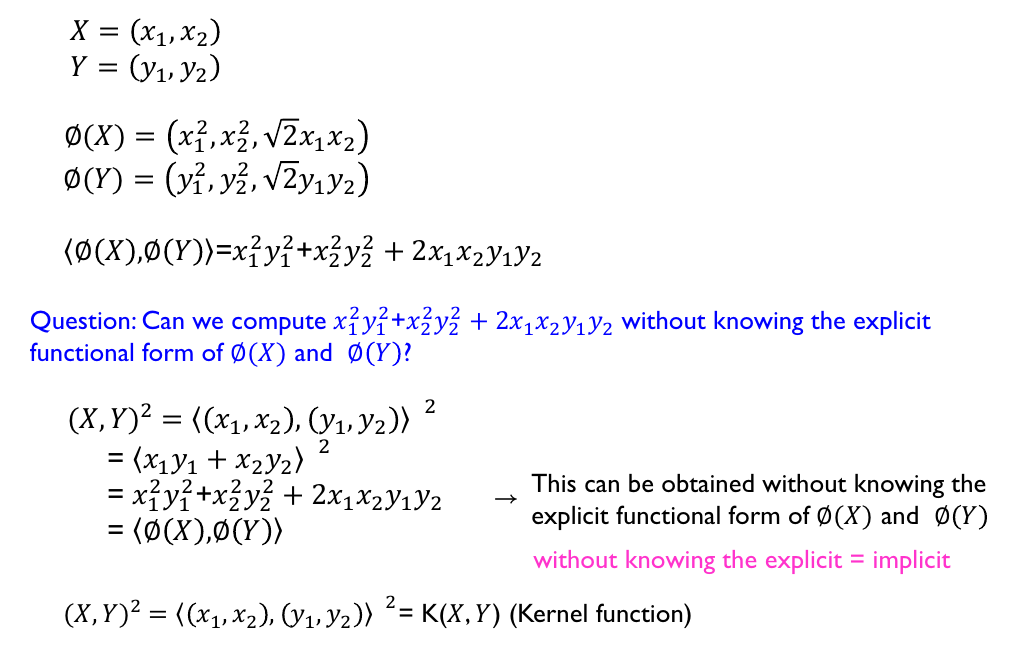 X = (x₁, x₂)
Y = (y₁, y₂)
∅(X) = (x₁², x₂², √2x₁x₂)
∅(Y) = (y₁², y₂², √2y₁y₂)
⟨∅(X),∅(Y)⟩=x₁²y₁²+x₂²y₂² + 2x₁x₂y₁y₂
Question: Can we compute x₁²y₁²+x₂²y₂² + 2x₁x₂y₁y₂ without knowing the explicit
functional form of ∅(X) and ∅(Y)?
(X, Y)² = ⟨(x₁, x₂), (y₁, y₂)⟩ ²
= ⟨x₁y₁ + x₂y₂⟩ ²
= x₁²y₁²+x₂²y₂² + 2x₁x₂y₁y₂
= ⟨∅(X),∅(Y)⟩
→ This can be obtained without knowing the
explicit functional form of ∅(X) and ∅(Y)
without knowing the explicit = implicit
(X, Y)² = ⟨(x₁, x₂), (y₁, y₂)⟩ ²= K(X, Y) (Kernel function)